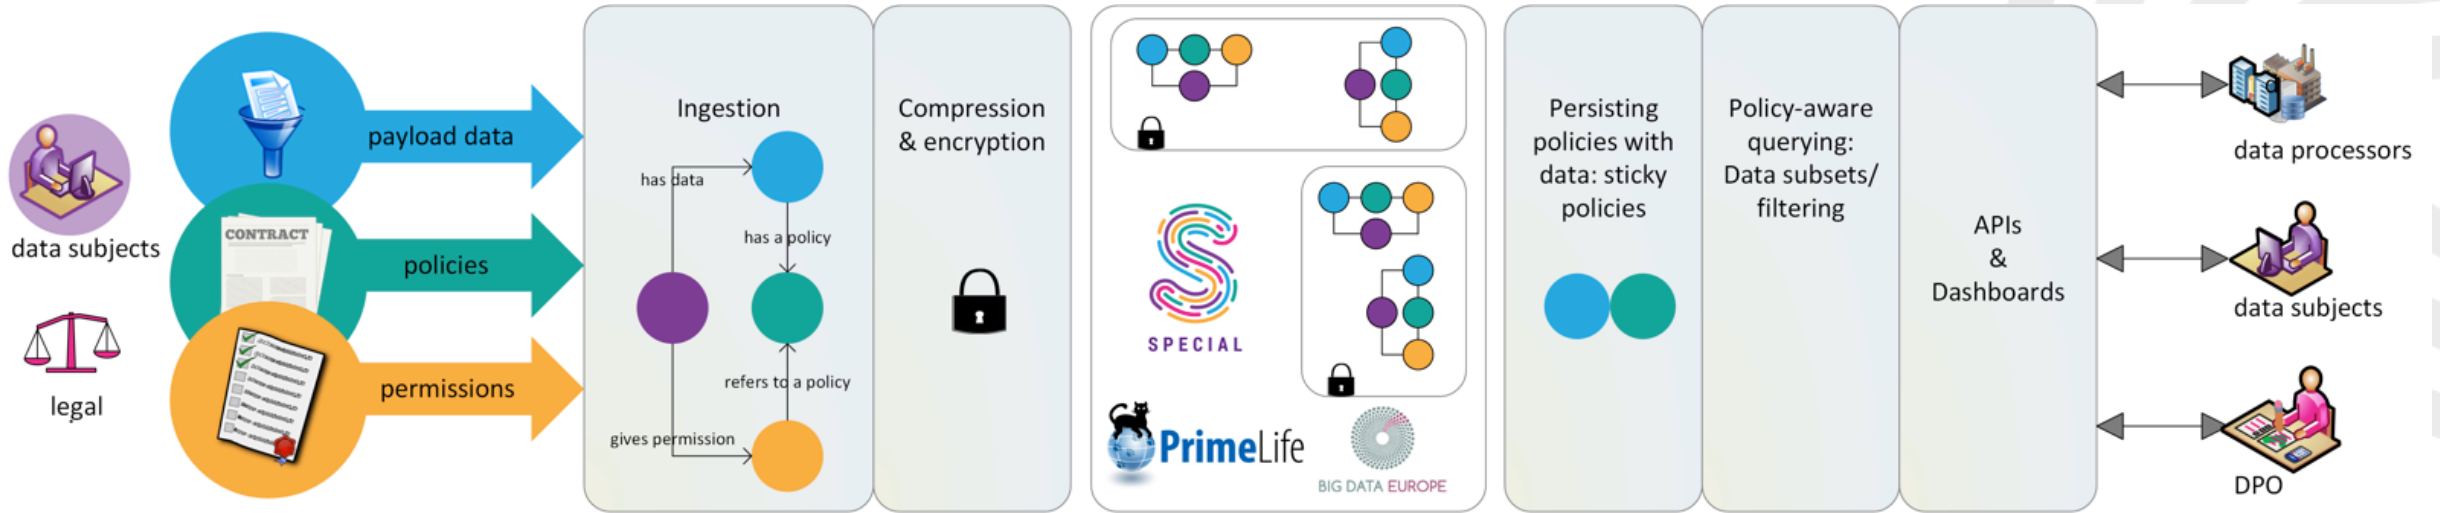 data subjects
legal
payload data
CONTRACT
policies
permissions
Ingestion
has data
has a policy
refers to a policy
gives permission
Compression
& encryption
SPECIAL
PrimeLife
BIG DATA EUROPE
Persisting
policies with
data: sticky
policies
Policy-aware
querying:
Data subsets/
filtering
APIs
&
Dashboards
data processors
data subjects
DPO